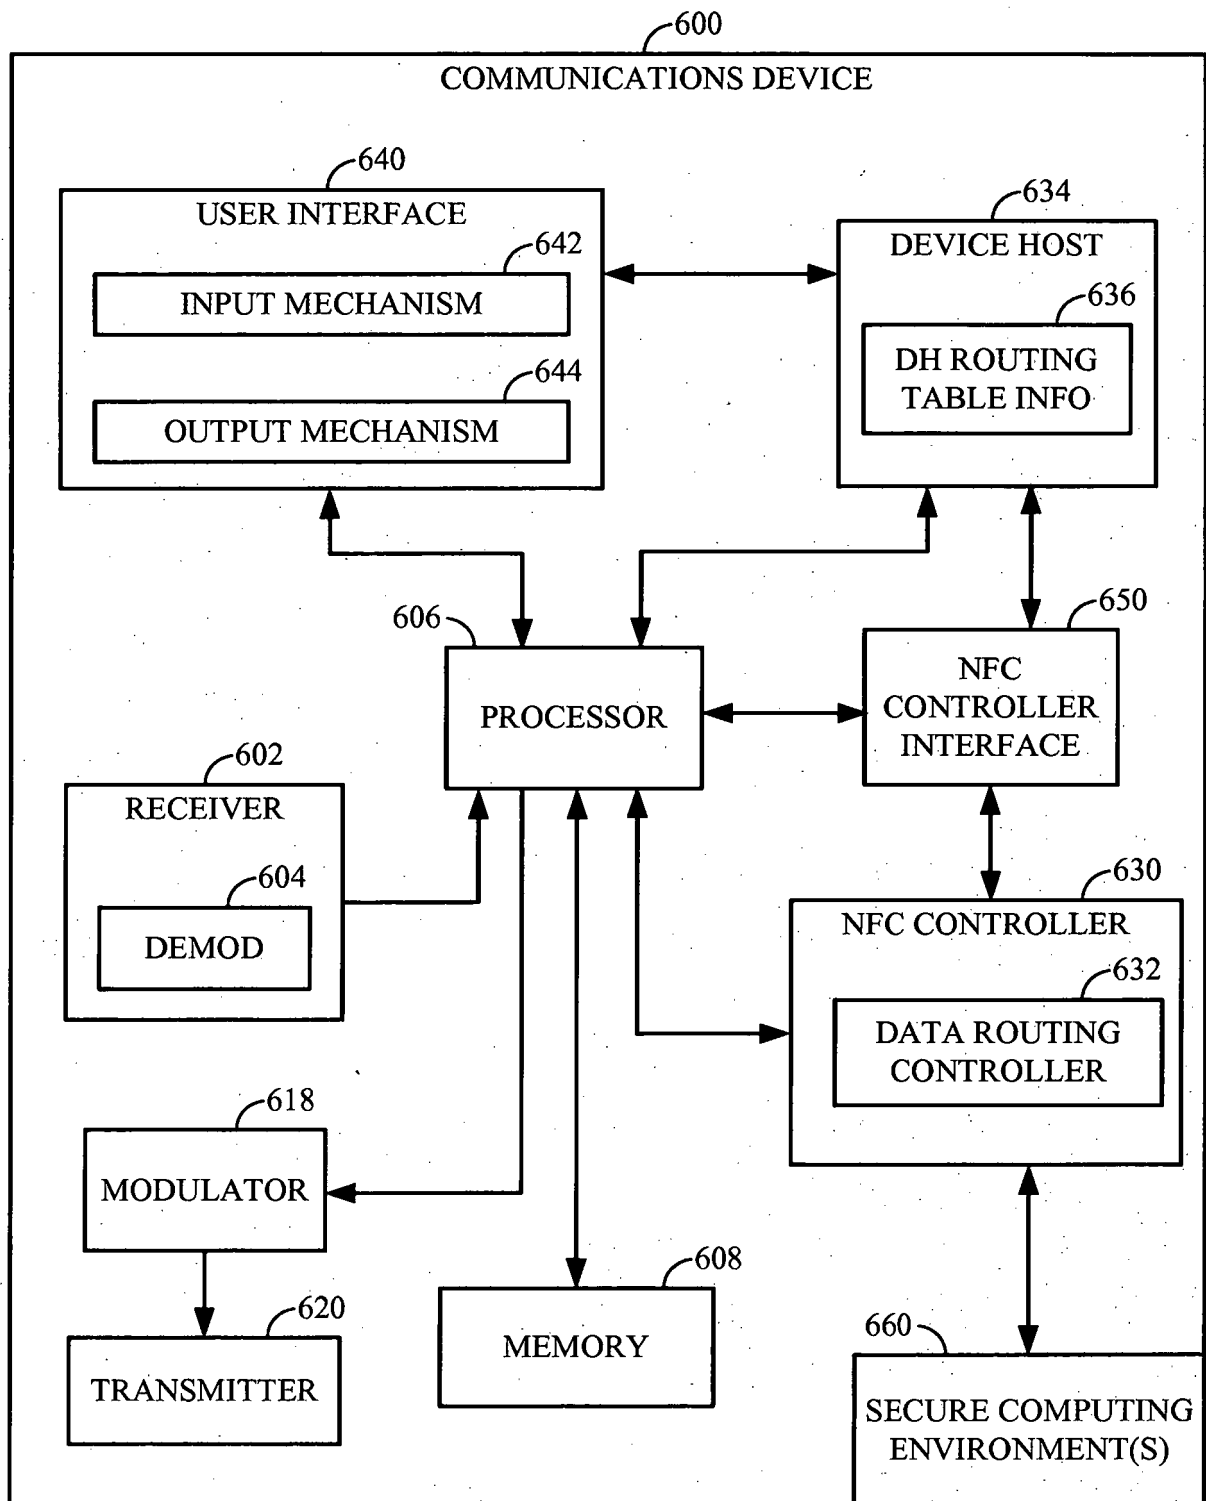 600
COMMUNICATIONS DEVICE
640
USER INTERFACE
642
INPUT MECHANISM
644
OUTPUT MECHANISM
634
DEVICE HOST
636
DH ROUTING
TABLE INFO
606
PROCESSOR
650
NFC
CONTROLLER
INTERFACE
602
RECEIVER
604
DEMOD
630
NFC CONTROLLER
632
DATA ROUTING
CONTROLLER
618
MODULATOR
620
TRANSMITTER
608
MEMORY
660
SECURE COMPUTING
ENVIRONMENT(S)